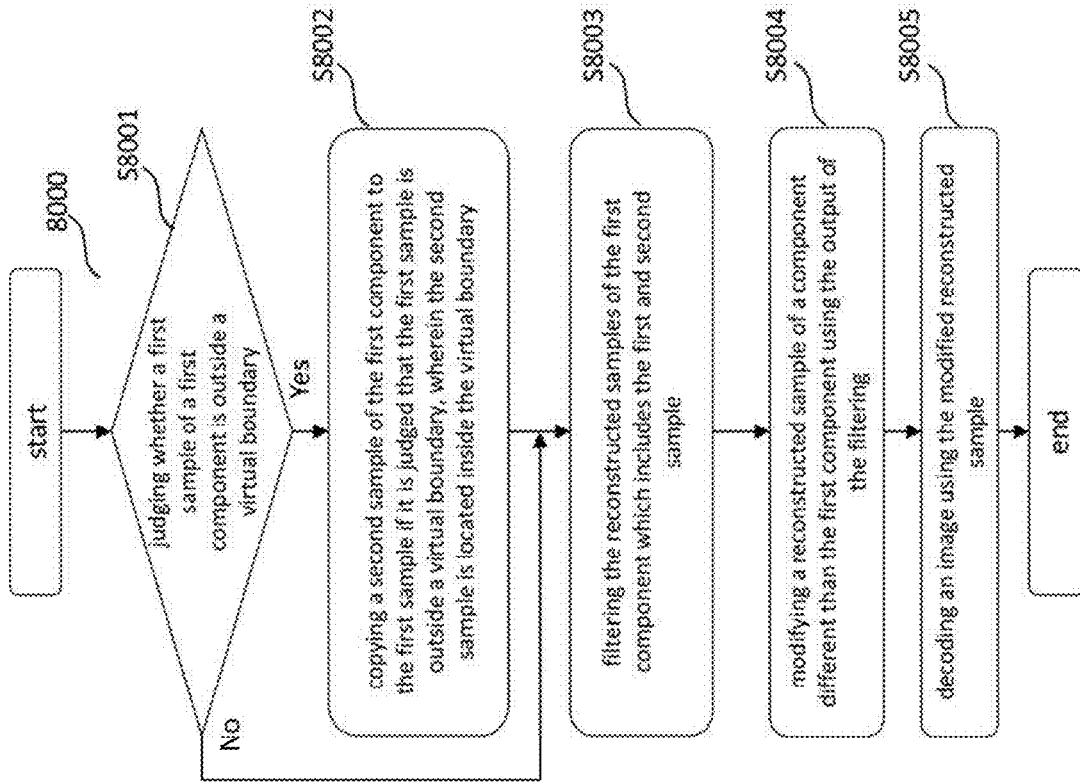 start
8000
S8001
judging whether a first
sample of a first
component is outside a
virtual boundary
No
Yes
S8002
copying a second sample of the first component to
the first sample if it is judged that the first sample is
outside a virtual boundary, wherein the second
sample is located inside the virtual boundary
S8003
filtering the reconstructed samples of the first
component which includes the first and second
sample
S8004
modifying a reconstructed sample of a component
different than the first component using the output of
the filtering
S8005
decoding an image using the modified reconstructed
sample
end